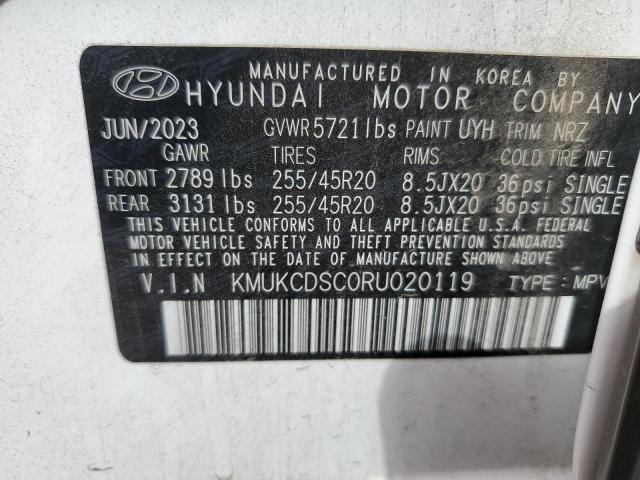 MANUFACTURED IN KOREA BY
HYUNDAI MOTOR COMPANY
JUN/2023 GVWR 5721 lbs PAINT UYH TRIM NRZ
GAWR TIRES RIMS COLD TIRE INFL
FRONT 2789 lbs 255/45R20 8.5JX20 36psi SINGLE
REAR 3131 lbs 255/45R20 8.5JX20 36psi SINGLE
THIS VEHICLE CONFORMS TO ALL APPLICABLE U.S.A FEDERAL
MOTOR VEHICLE SAFETY AND THEFT PREVENTION STANDARDS
IN EFFECT ON THE DATE OF MANUFACTURE SHOWN ABOVE
V.I.N KMUKCDSC0RU020119 TYPE: MPV